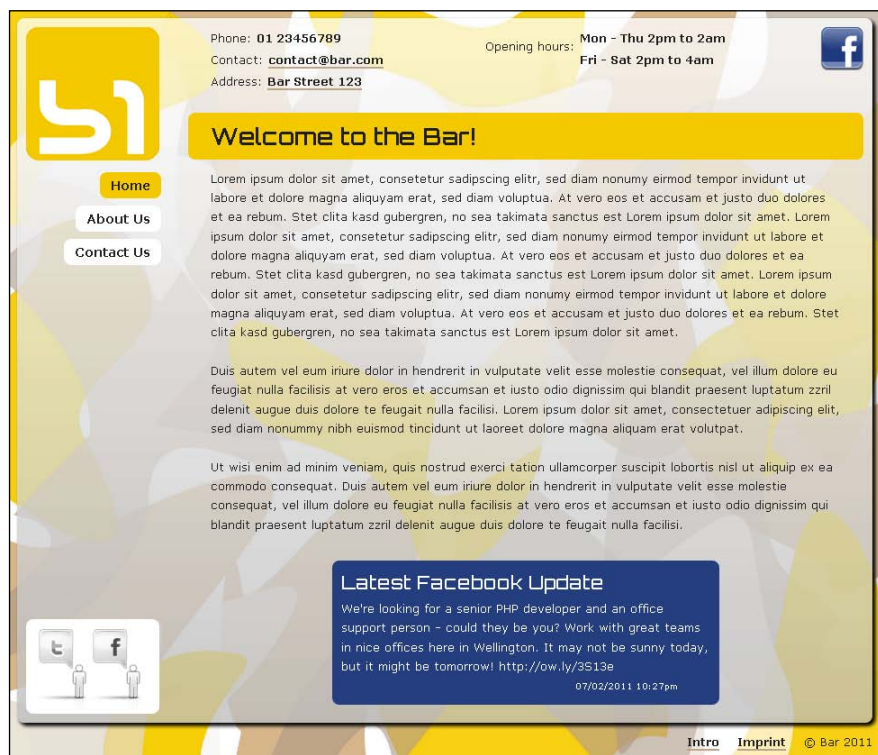 Phone: 01 23456789
Contact: contact@bar.com
Address: Bar Street 123
Opening hours: Mon - Thu 2pm to 2am
Fri - Sat 2pm to 4am
f
b1
Home
About Us
Contact Us
Welcome to the Bar!
Lorem ipsum dolor sit amet, consetetur sadipscing elitr, sed diam nonumy eirmod tempor invidunt ut
labore et dolore magna aliquyam erat, sed diam voluptua. At vero eos et accusam et justo duo dolores
et ea rebum. Stet clita kasd gubergren, no sea takimata sanctus est Lorem ipsum dolor sit amet. Lorem
ipsum dolor sit amet, consetetur sadipscing elitr, sed diam nonumy eirmod tempor invidunt ut labore et
dolore magna aliquyam erat, sed diam voluptua. At vero eos et accusam et justo duo dolores et ea
rebum. Stet clita kasd gubergren, no sea takimata sanctus est Lorem ipsum dolor sit amet. Lorem ipsum
dolor sit amet, consetetur sadipscing elitr, sed diam nonumy eirmod tempor invidunt ut labore et dolore
magna aliquyam erat, sed diam voluptua. At vero eos et accusam et justo duo dolores et ea rebum. Stet
clita kasd gubergren, no sea takimata sanctus est Lorem ipsum dolor sit amet.
Duis autem vel eum iriure dolor in hendrerit in vulputate velit esse molestie consequat, vel illum dolore eu
feugiat nulla facilisis at vero eros et accumsan et iusto odio dignissim qui blandit praesent luptatum zzril
delenit augue duis dolore te feugait nulla facilisi. Lorem ipsum dolor sit amet, consectetuer adipiscing elit,
sed diam nonummy nibh euismod tincidunt ut laoreet dolore magna aliquam erat volutpat.
Ut wisi enim ad minim veniam, quis nostrud exerci tation ullamcorper suscipit lobortis nisl ut aliquip ex ea
commodo consequat. Duis autem vel eum iriure dolor in hendrerit in vulputate velit esse molestie
consequat, vel illum dolore eu feugiat nulla facilisis at vero eros et accumsan et iusto odio dignissim qui
blandit praesent luptatum zzril delenit augue duis dolore te feugait nulla facilisi.
Latest Facebook Update
We're looking for a senior PHP developer and an office
support person – could they be you? Work with great teams
in nice offices here in Wellington. It may not be sunny today,
but it might be tomorrow! http://ow.ly/3S13e
07/02/2011 10:27pm
t f
Intro Imprint © Bar 2011